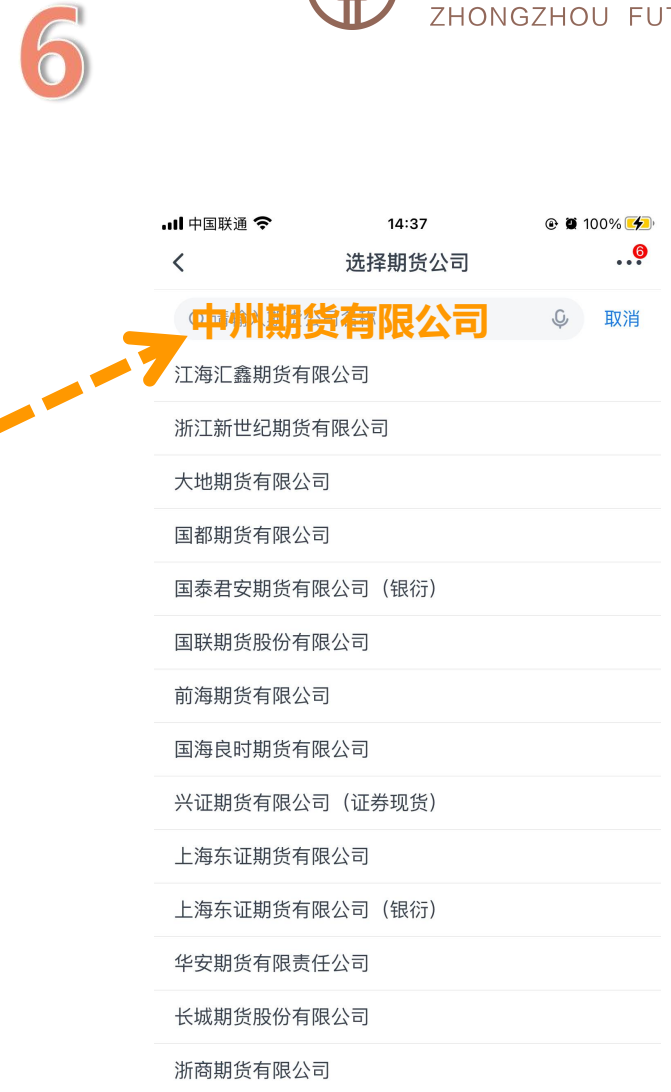 ZHONGZHOU FUT
6
中国联通 14:37 100%
选择期货公司
6
中州期货有限公司 取消
江海汇鑫期货有限公司
浙江新世纪期货有限公司
大地期货有限公司
国都期货有限公司
国泰君安期货有限公司（银衍）
国联期货股份有限公司
前海期货有限公司
国海良时期货有限公司
兴证期货有限公司（证券现货）
上海东证期货有限公司
上海东证期货有限公司（银衍）
华安期货有限责任公司
长城期货股份有限公司
浙商期货有限公司